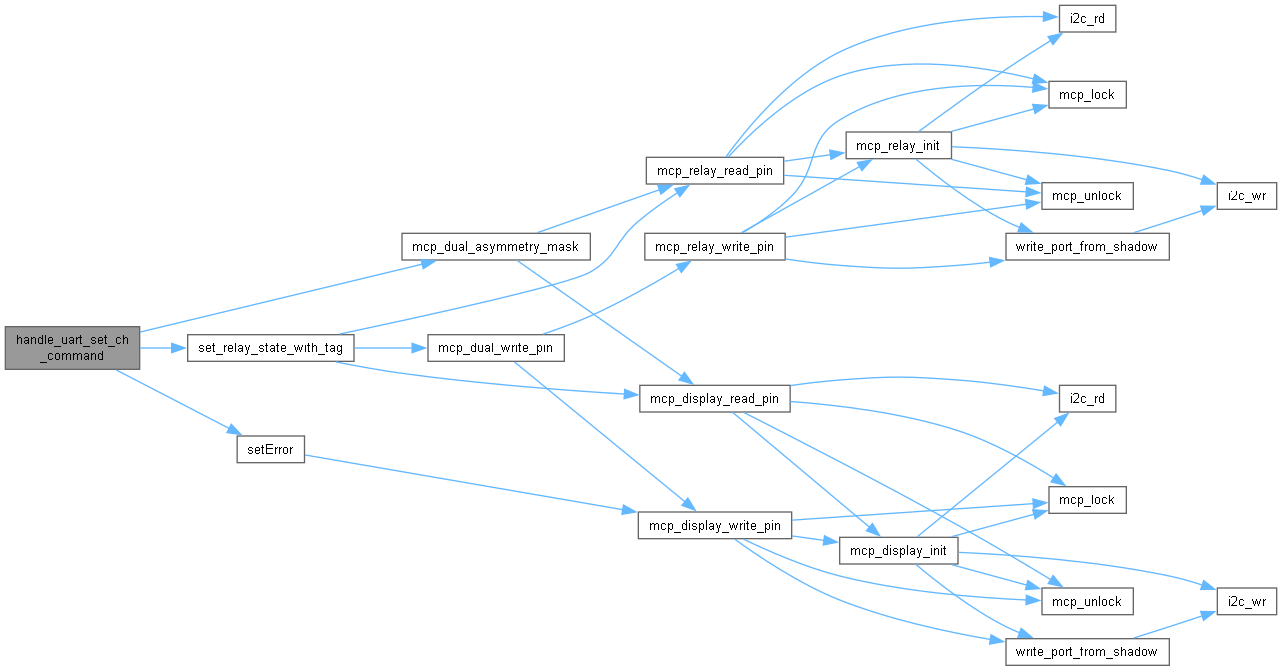 handle_uart_set_ch
_command
mcp_dual_asymmetry_mask
set_relay_state_with_tag
setError
mcp_dual_write_pin
mcp_relay_read_pin
mcp_relay_write_pin
mcp_display_read_pin
mcp_display_write_pin
mcp_relay_init
mcp_display_init
i2c_rd
mcp_lock
mcp_unlock
write_port_from_shadow
i2c_wr
i2c_rd
mcp_lock
mcp_unlock
write_port_from_shadow
i2c_wr